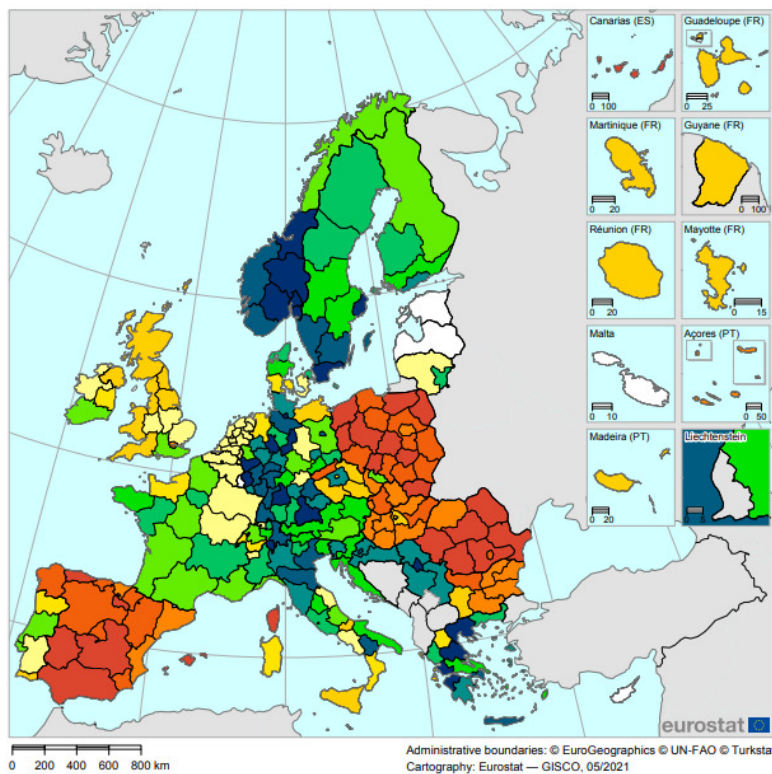 Canarias (ES)
0 100
Guadeloupe (FR)
0 25
Martinique (FR)
0 20
Guyane (FR)
0 100
Réunion (FR)
0 20
Mayotte (FR)
0 15
Malta
0 10
Açores (PT)
0 50
Madeira (PT)
0 20
Liechtenstein
eurostat
0 200 400 600 800 km
Administrative boundaries: © EuroGeographics © UN-FAO © Turksta
Cartography: Eurostat — GISCO, 05/2021